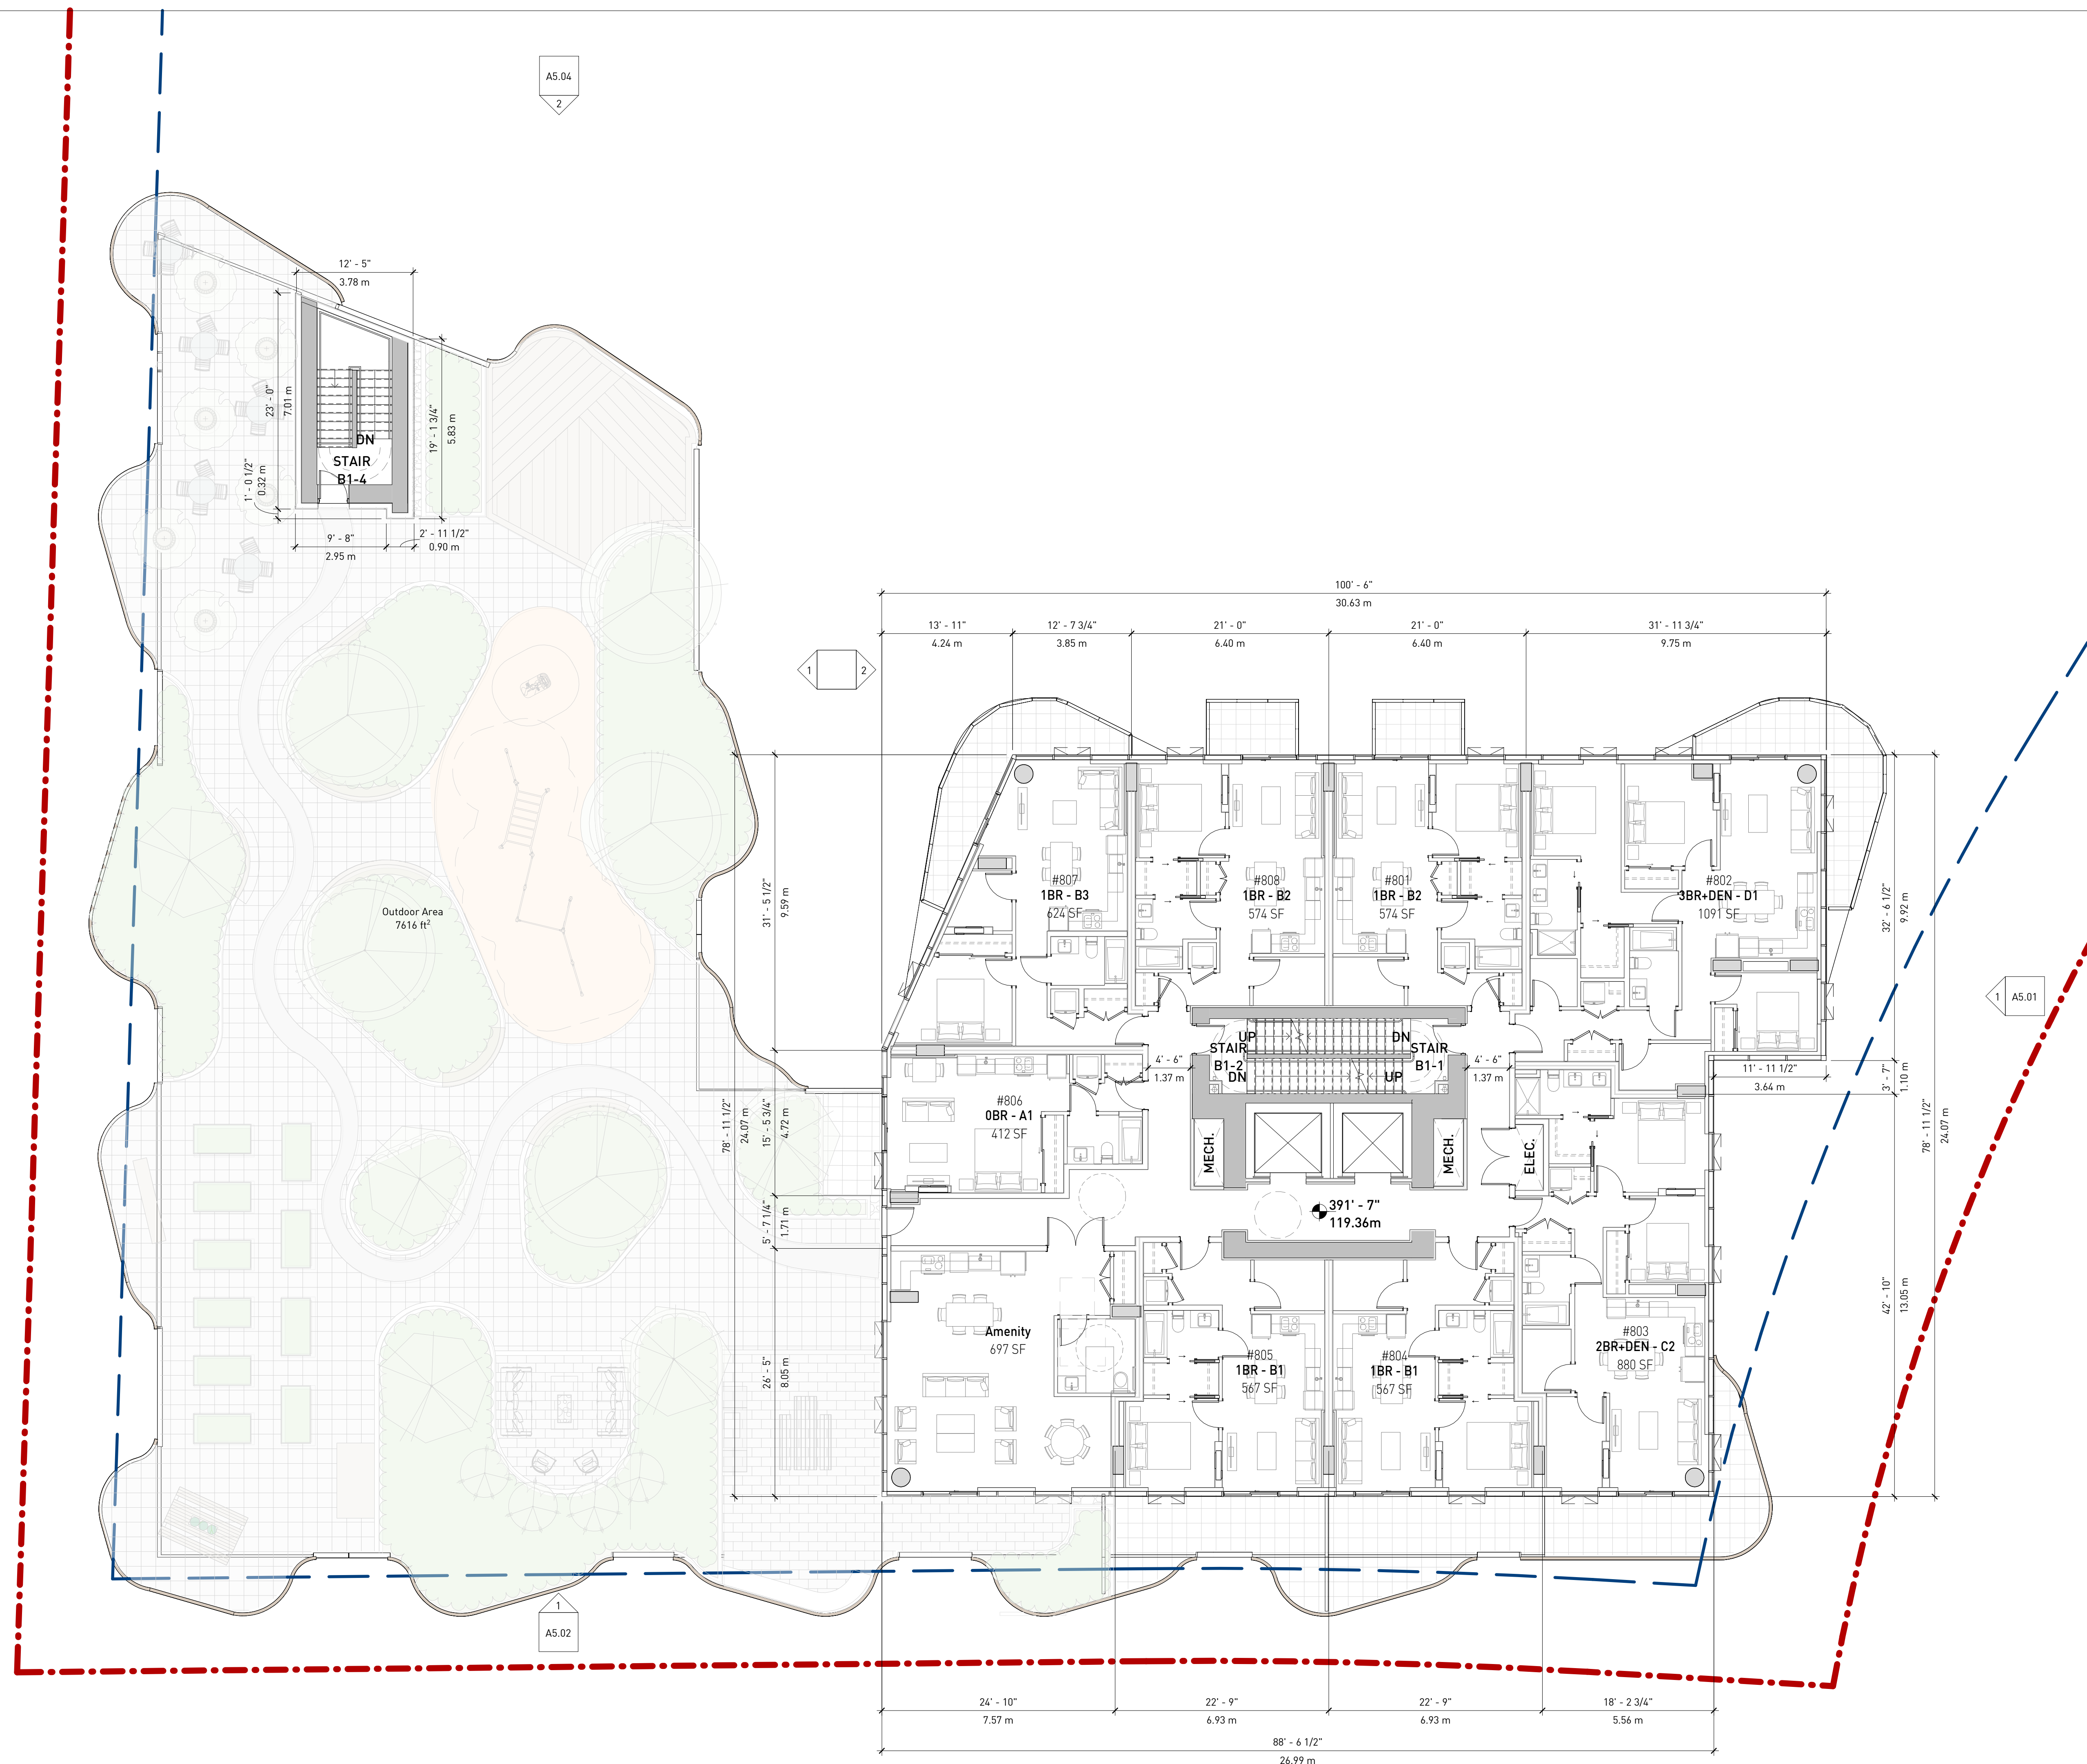 A5.04
2
12' - 5"
3.78 m
23' - 0"
7.01 m
19' - 1 3/4"
5.83 m
DN
STAIR
B1-4
1' - 0 1/2"
0.32 m
9' - 8"
2.95 m
2' - 11 1/2"
0.90 m
100' - 6"
30.63 m
13' - 11"
4.24 m
12' - 7 3/4"
3.85 m
21' - 0"
6.40 m
21' - 0"
6.40 m
31' - 11 3/4"
9.75 m
1
2
#807
1BR - B3
624 SF
#808
1BR - B2
574 SF
#801
1BR - B2
574 SF
#802
3BR+DEN - D1
1091 SF
Outdoor Area
7616 ft²
31' - 5 1/2"
9.59 m
32' - 6 1/2"
9.92 m
1
A5.01
UP
STAIR
B1-2
DN
DN
STAIR
B1-1
UP
4' - 6"
1.37 m
4' - 6"
1.37 m
11' - 11 1/2"
3.64 m
3' - 7"
1.10 m
78' - 11 1/2"
24.07 m
78' - 11 1/2"
24.07 m
15' - 5 3/4"
4.72 m
#806
0BR - A1
412 SF
MECH.
MECH.
ELEC.
5' - 7 1/4"
1.71 m
391' - 7"
119.36m
42' - 10"
13.05 m
26' - 5"
8.05 m
Amenity
697 SF
#805
1BR - B1
567 SF
#804
1BR - B1
567 SF
#803
2BR+DEN - C2
880 SF
1
A5.02
24' - 10"
7.57 m
22' - 9"
6.93 m
22' - 9"
6.93 m
18' - 2 3/4"
5.56 m
88' - 6 1/2"
26.99 m